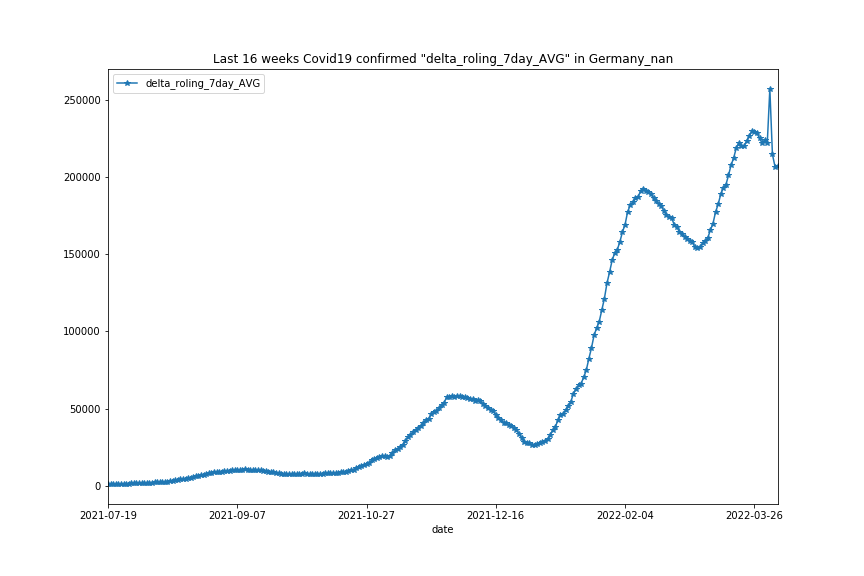 Last 16 weeks Covid19 confirmed "delta_roling_7day_AVG" in Germany_nan
delta_roling_7day_AVG
250000
200000
150000
100000
50000
0
2021-07-19 2021-09-07 2021-10-27 2021-12-16 2022-02-04 2022-03-26
date